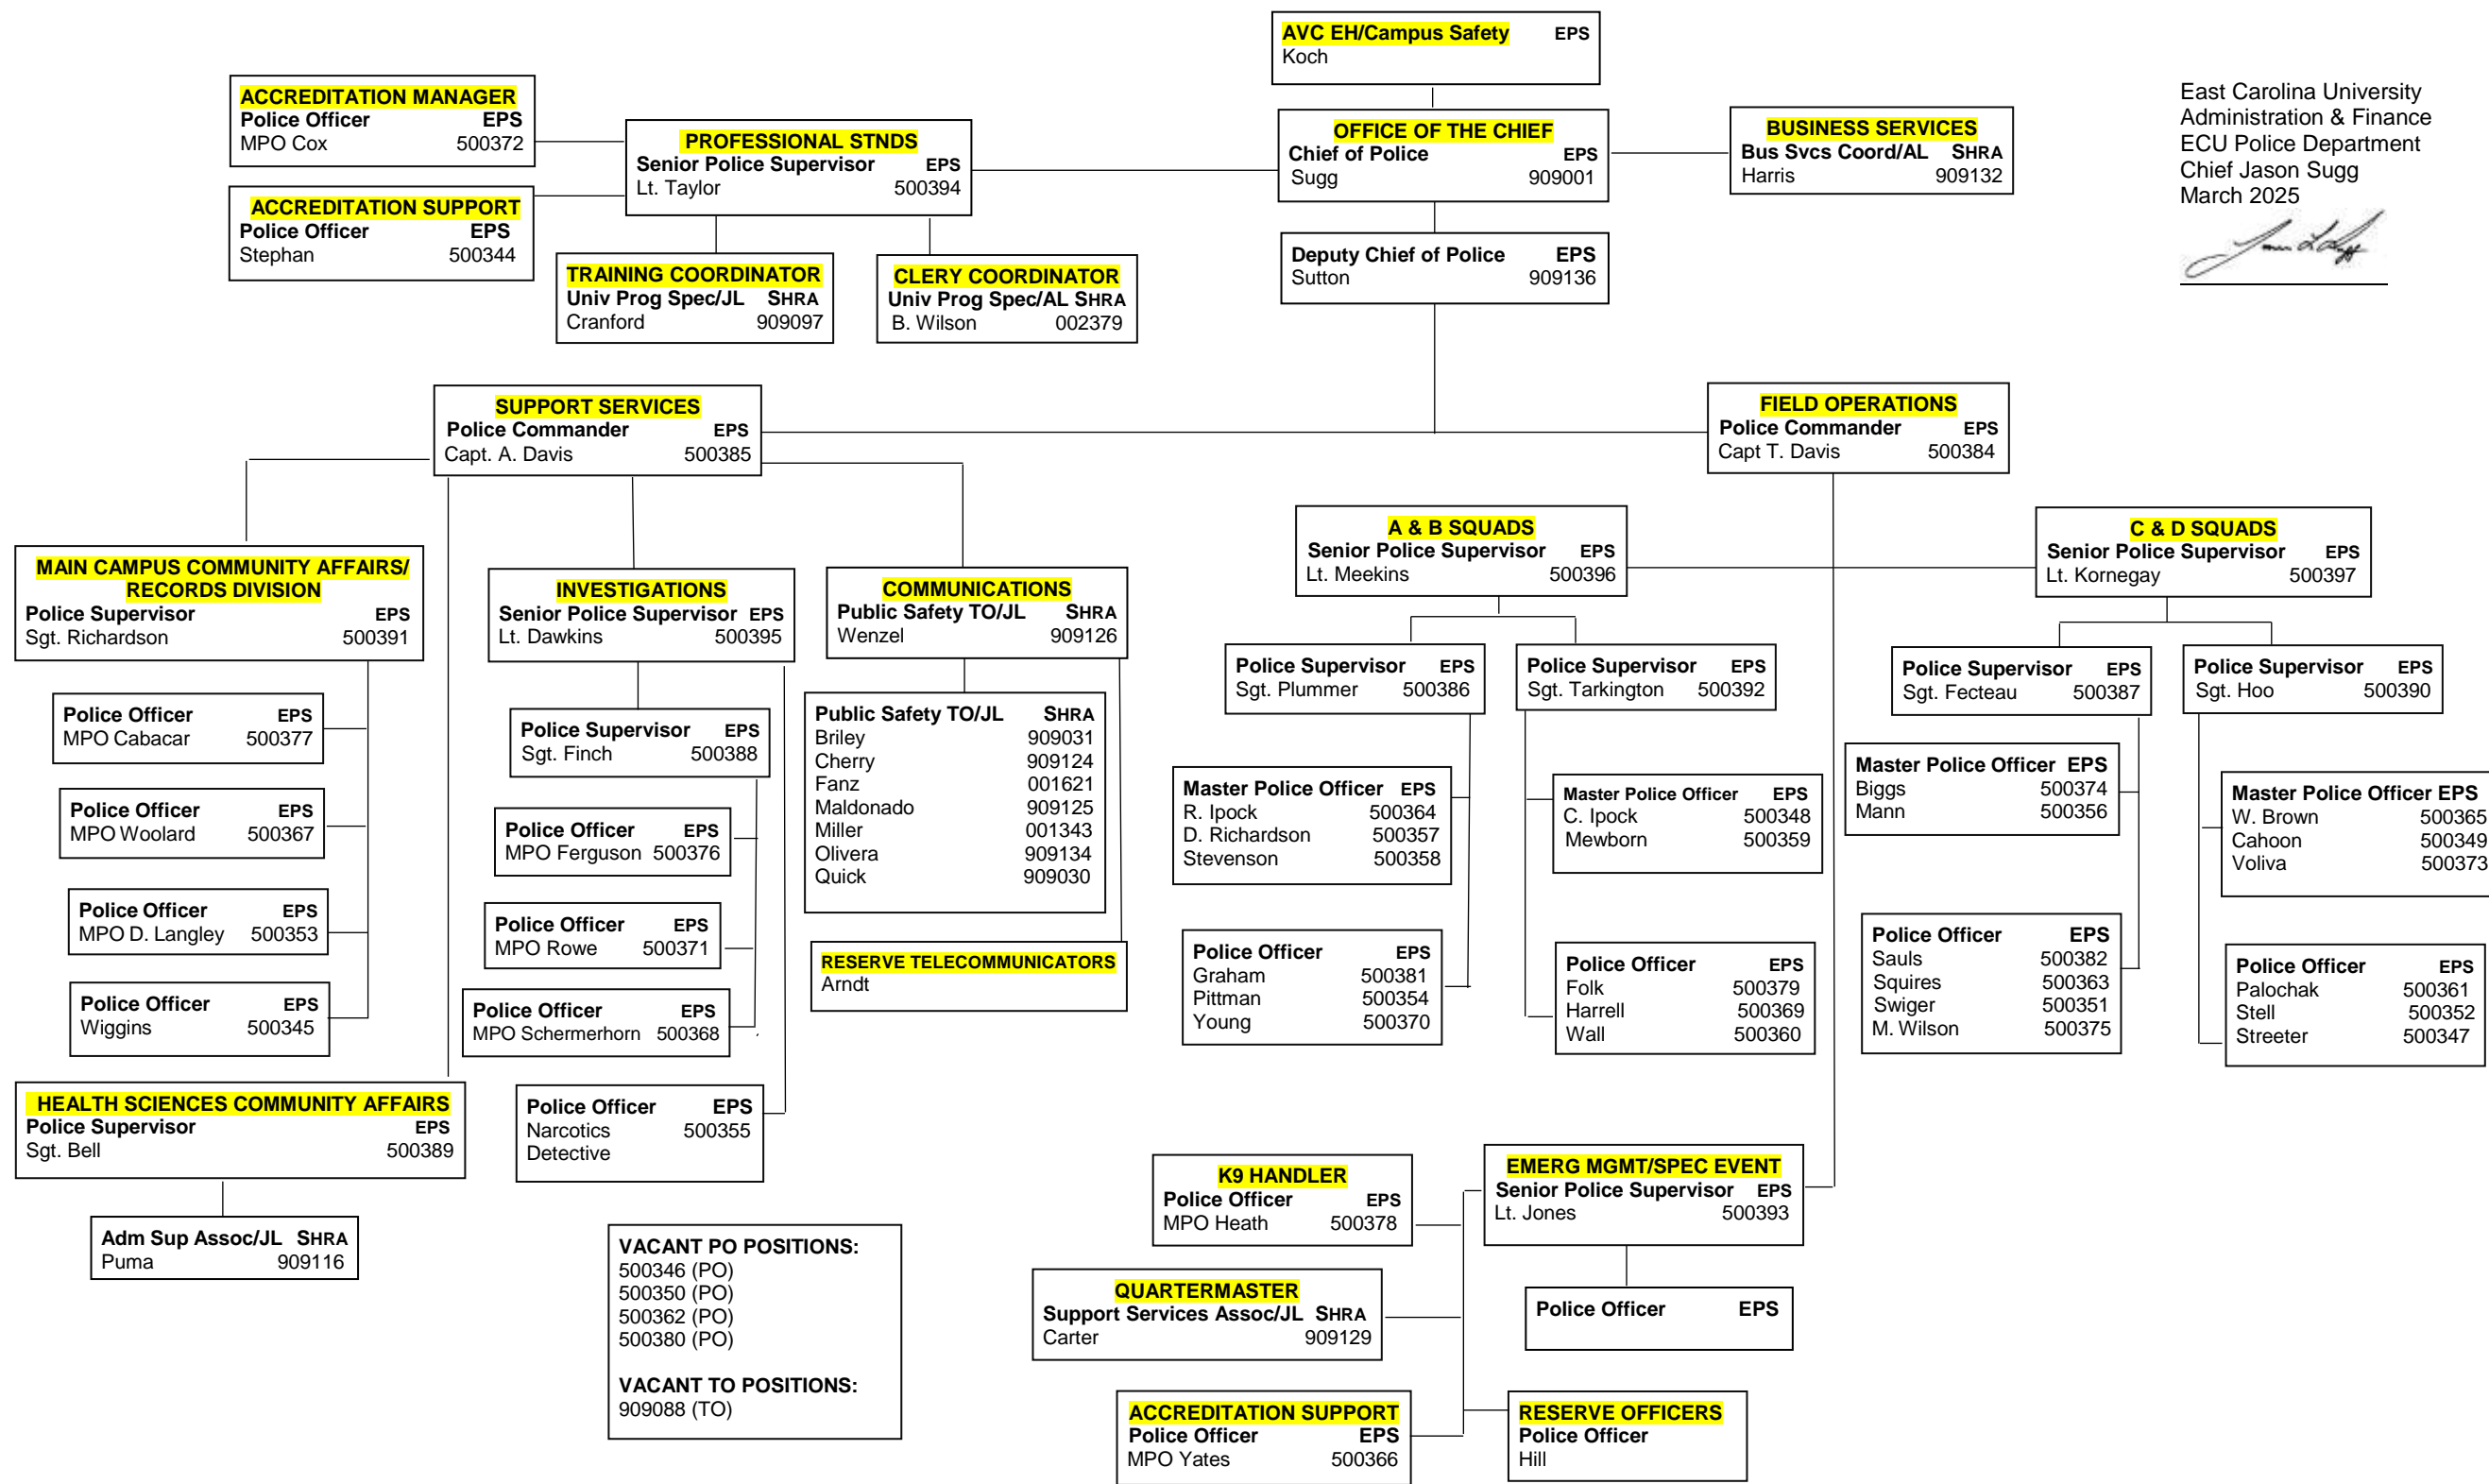 AVC EH/Campus Safety EPS
Koch
East Carolina University
Administration & Finance
ECU Police Department
Chief Jason Sugg
March 2025
ACCREDITATION MANAGER
Police Officer EPS
MPO Cox 500372
PROFESSIONAL STNDS
Senior Police Supervisor EPS
Lt. Taylor 500394
OFFICE OF THE CHIEF
Chief of Police EPS
Sugg 909001
BUSINESS SERVICES
Bus Svcs Coord/AL SHRA
Harris 909132
ACCREDITATION SUPPORT
Police Officer EPS
Stephan 500344
TRAINING COORDINATOR
Univ Prog Spec/JL SHRA
Cranford 909097
CLERY COORDINATOR
Univ Prog Spec/AL SHRA
B. Wilson 002379
Deputy Chief of Police EPS
Sutton 909136
SUPPORT SERVICES
Police Commander EPS
Capt. A. Davis 500385
FIELD OPERATIONS
Police Commander EPS
Capt T. Davis 500384
MAIN CAMPUS COMMUNITY AFFAIRS/
RECORDS DIVISION
Police Supervisor EPS
Sgt. Richardson 500391
Police Officer EPS
MPO Cabacar 500377
Police Officer EPS
MPO Woolard 500367
Police Officer EPS
MPO D. Langley 500353
Police Officer EPS
Wiggins 500345
HEALTH SCIENCES COMMUNITY AFFAIRS
Police Supervisor EPS
Sgt. Bell 500389
Adm Sup Assoc/JL SHRA
Puma 909116
INVESTIGATIONS
Senior Police Supervisor EPS
Lt. Dawkins 500395
Police Supervisor EPS
Sgt. Finch 500388
Police Officer EPS
MPO Ferguson 500376
Police Officer EPS
MPO Rowe 500371
Police Officer EPS
MPO Schermerhorn 500368
Police Officer EPS
Narcotics 500355
Detective
COMMUNICATIONS
Public Safety TO/JL SHRA
Wenzel 909126
Public Safety TO/JL SHRA
Briley 909031
Cherry 909124
Fanz 001621
Maldonado 909125
Miller 001343
Olivera 909134
Quick 909030
RESERVE TELECOMMUNICATORS
Arndt
VACANT PO POSITIONS:
500346 (PO)
500350 (PO)
500362 (PO)
500380 (PO)
VACANT TO POSITIONS:
909088 (TO)
A & B SQUADS
Senior Police Supervisor EPS
Lt. Meekins 500396
Police Supervisor EPS
Sgt. Plummer 500386
Master Police Officer EPS
R. Ipock 500364
D. Richardson 500357
Stevenson 500358
Police Officer EPS
Graham 500381
Pittman 500354
Young 500370
Police Supervisor EPS
Sgt. Tarkington 500392
Master Police Officer EPS
C. Ipock 500348
Mewborn 500359
Police Officer EPS
Folk 500379
Harrell 500369
Wall 500360
C & D SQUADS
Senior Police Supervisor EPS
Lt. Kornegay 500397
Police Supervisor EPS
Sgt. Fecteau 500387
Master Police Officer EPS
Biggs 500374
Mann 500356
Police Officer EPS
Sauls 500382
Squires 500363
Swiger 500351
M. Wilson 500375
Police Supervisor EPS
Sgt. Hoo 500390
Master Police Officer EPS
W. Brown 500365
Cahoon 500349
Voliva 500373
Police Officer EPS
Palochak 500361
Stell 500352
Streeter 500347
K9 HANDLER
Police Officer EPS
MPO Heath 500378
EMERG MGMT/SPEC EVENT
Senior Police Supervisor EPS
Lt. Jones 500393
QUARTERMASTER
Support Services Assoc/JL SHRA
Carter 909129
Police Officer EPS
ACCREDITATION SUPPORT
Police Officer EPS
MPO Yates 500366
RESERVE OFFICERS
Police Officer
Hill